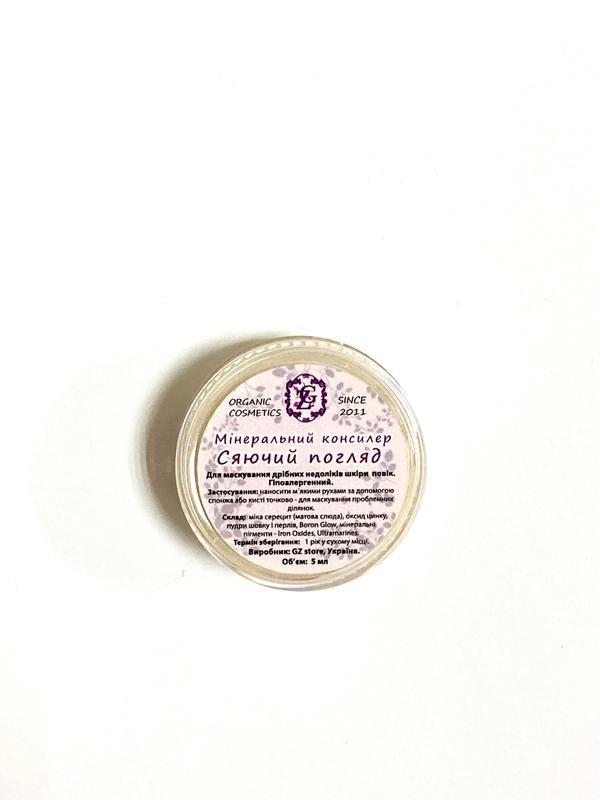 ORGANIC COSMETICS
ZG
SINCE 2011
Мінеральний консилер
Сяючий погляд
Для маскування дрібних недоліків шкіри повік.
Гіпоалергенний.
Застосування: наносити м'якими рухами за допомогою
спонжа або кисті точково - для маскування проблемних
ділянок.
Склад: міка серецит (матова слюда), оксид цинку,
пудри шовку і перлів, Boron Glow, мінеральні
пігменти - Iron Oxides, Ultramarines.
Термін зберігання: 1 рік у сухому місці.
Виробник: GZ store, Україна.
Об'єм: 5 мл